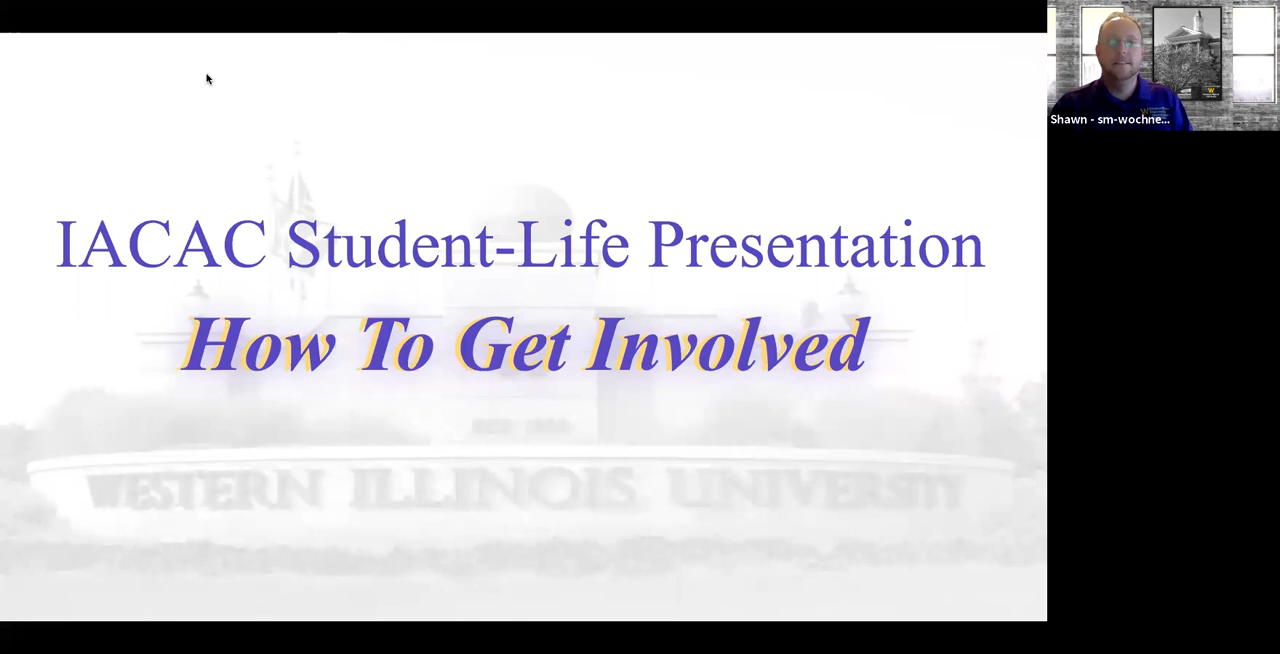 IACAC Student-Life Presentation
How To Get Involved
WESTERN ILLINOIS UNIVERSITY
Shawn - sm-wochne...
W